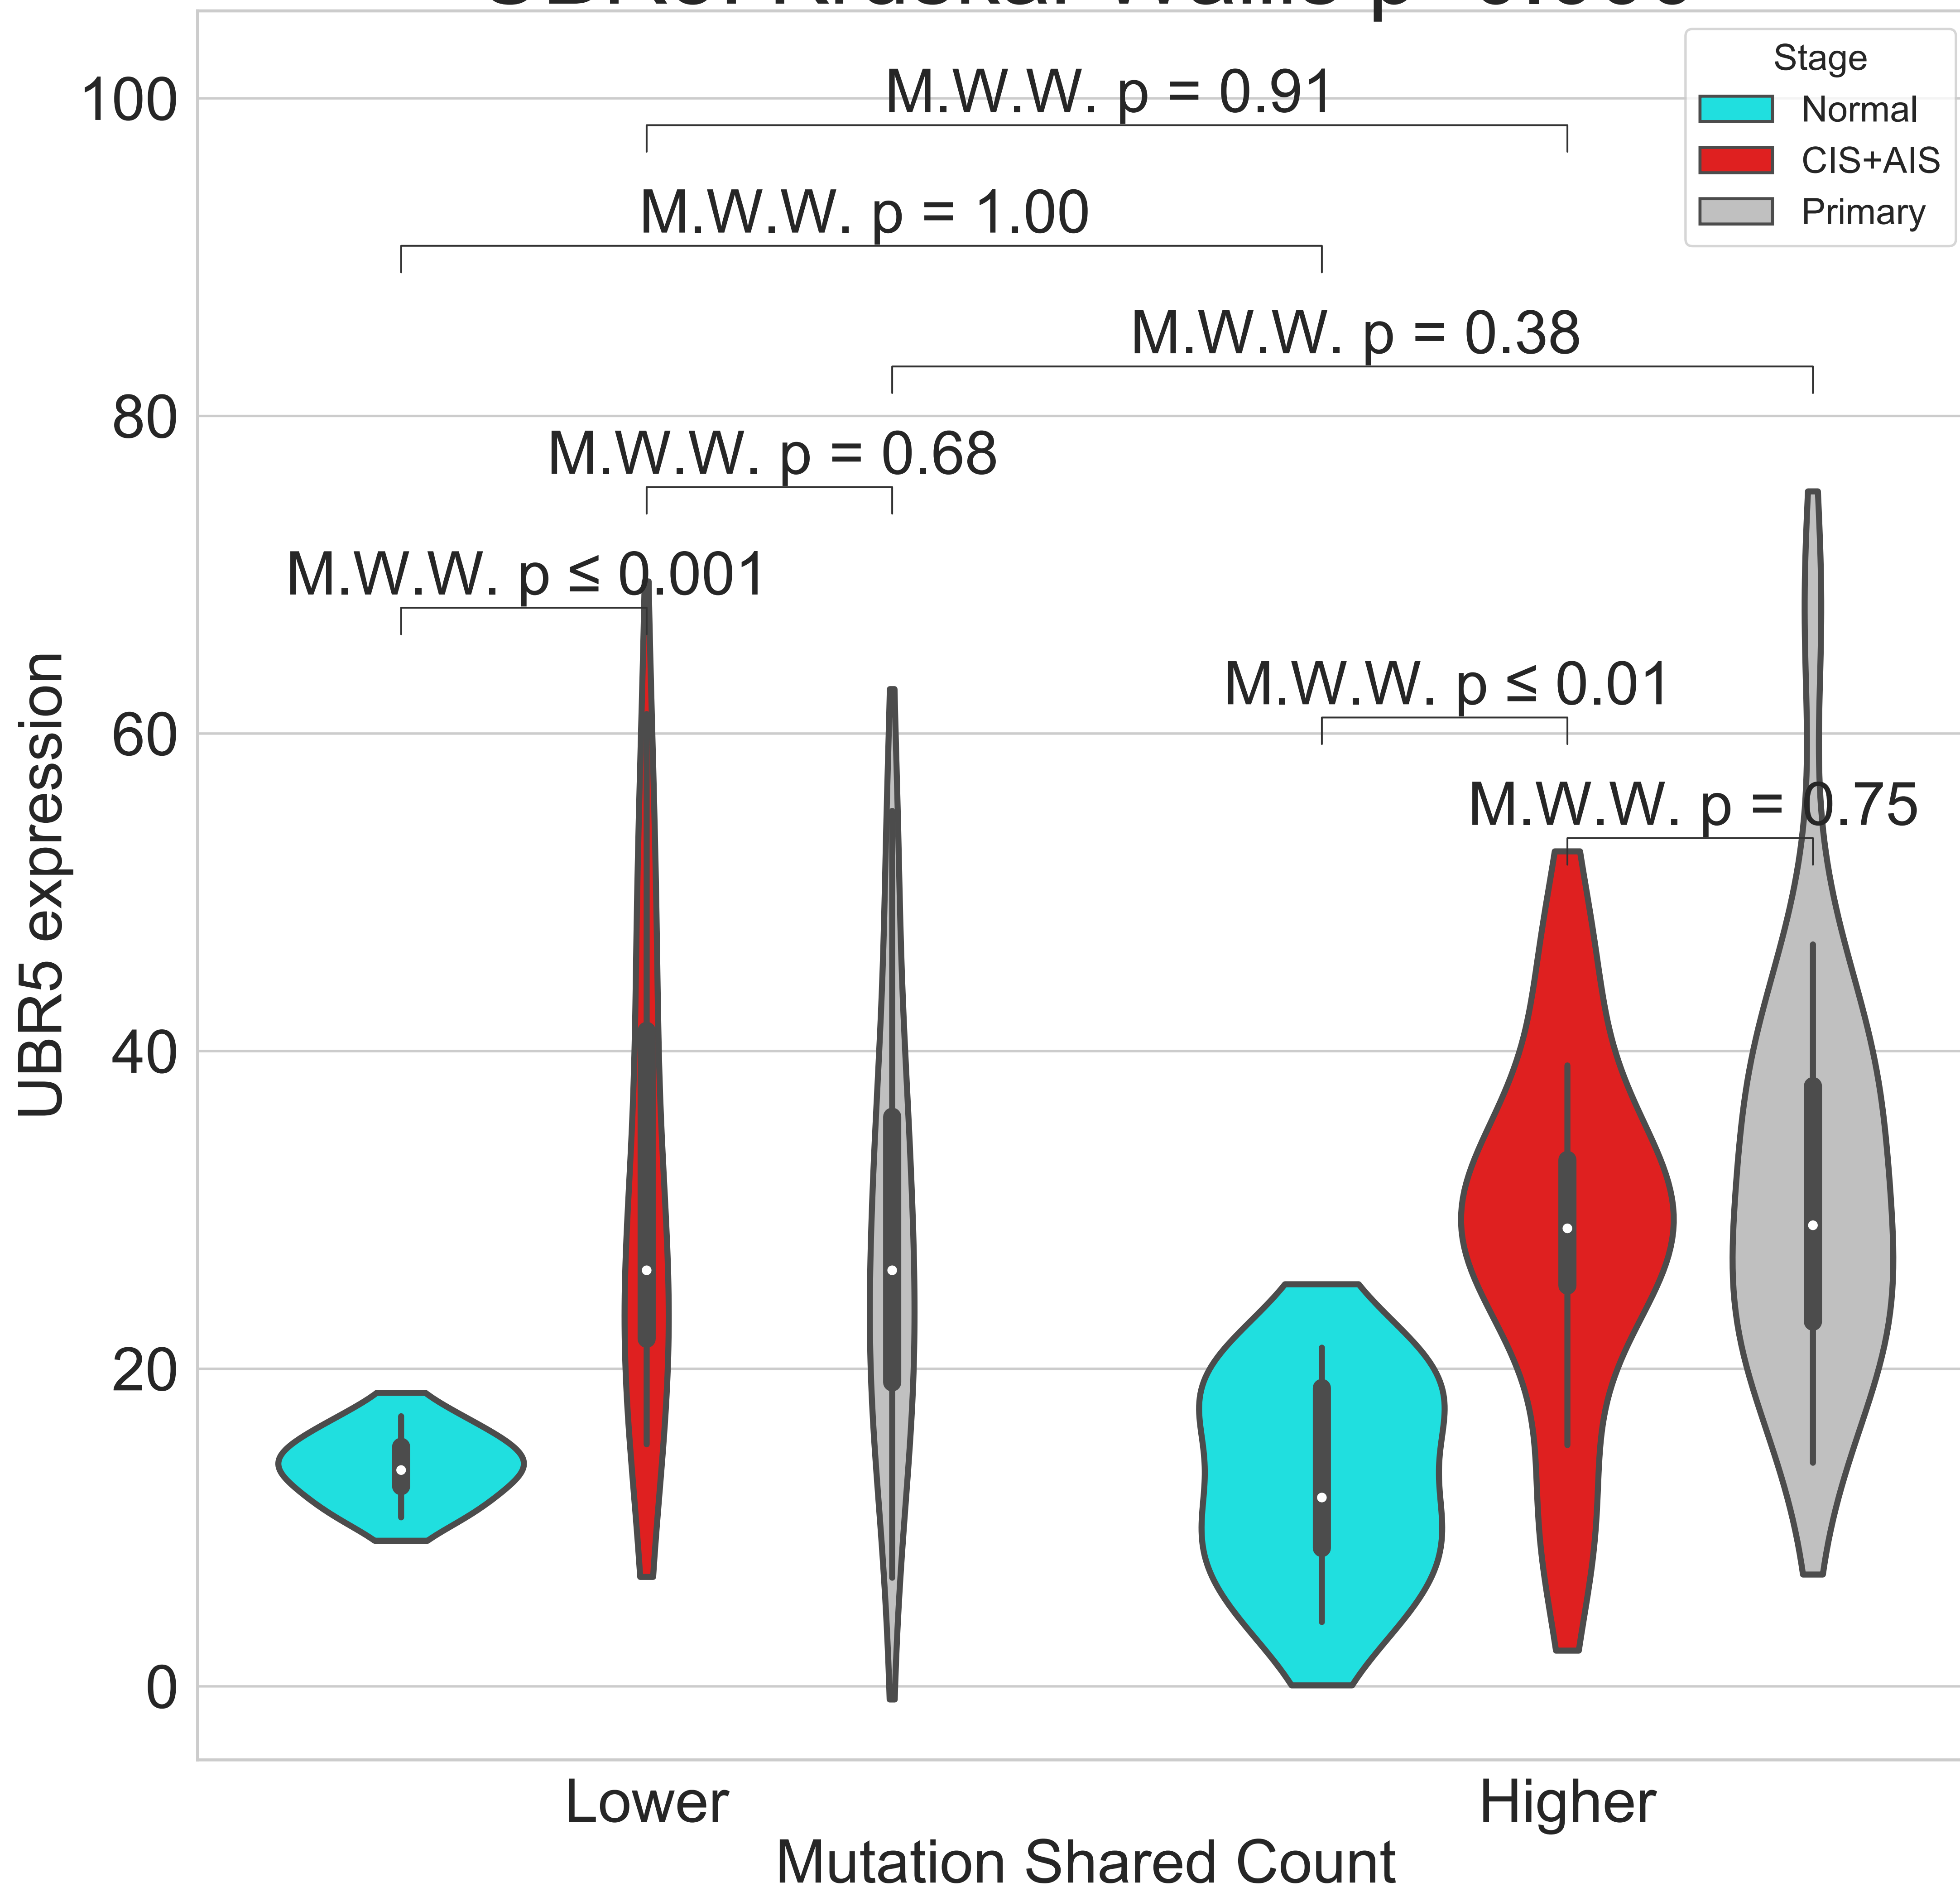 M.W.W. p = 0.91
M.W.W. p = 1.00
M.W.W. p = 0.38
M.W.W. p = 0.68
M.W.W. p ≤ 0.001
M.W.W. p ≤ 0.01
M.W.W. p = 0.75
Stage
Normal
CIS+AIS
Primary
100
80
60
40
20
0
UBR5 expression
Lower
Higher
Mutation Shared Count